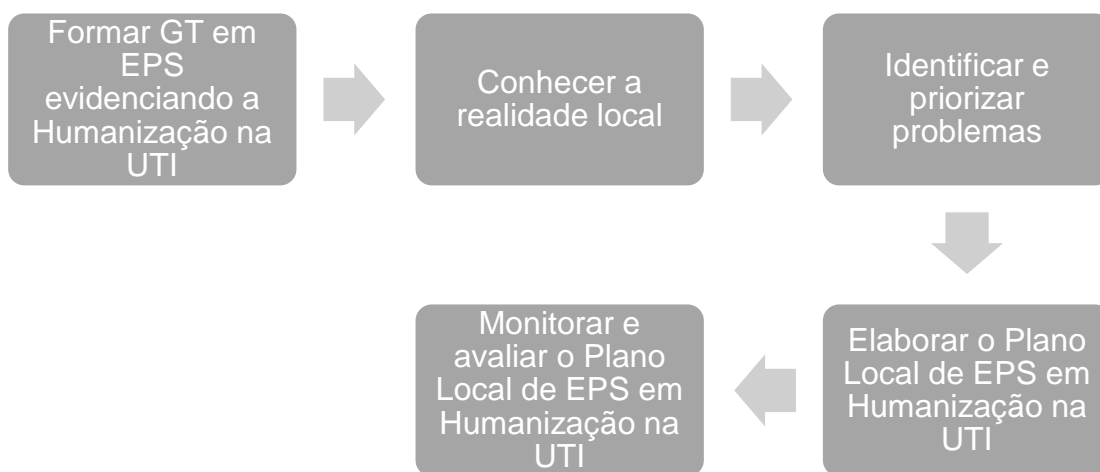 Formar GT em
EPS
evidenciando a
Humanização na
UTI
Conhecer a
realidade local
Identificar e
priorizar
problemas
Elaborar o Plano
Local de EPS em
Humanização na
UTI
Monitorar e
avaliar o Plano
Local de EPS em
Humanização na
UTI